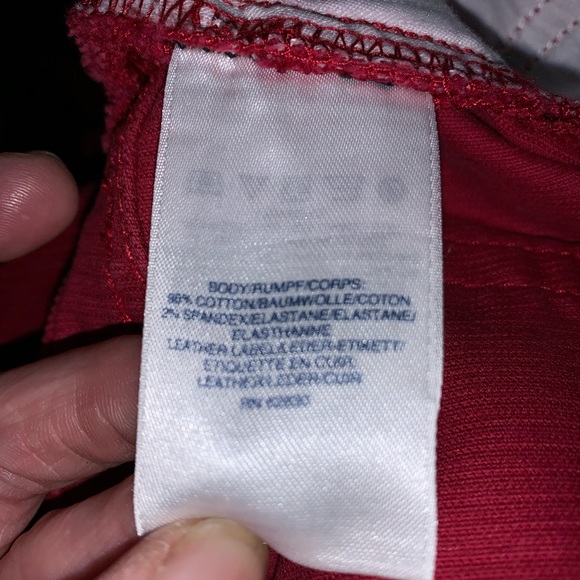 BODY/RUMPF/CORPS:
98% COTTON/BAUMWOLLE/COTON
2% SPANDEX/ELASTANE/ELASTANE/
ELASTHANNE
LEATHER LABEL/LEDER-ETIKETT/
ETIQUETTE EN CUIR
LEATHER/LEDER/CUIR
RN